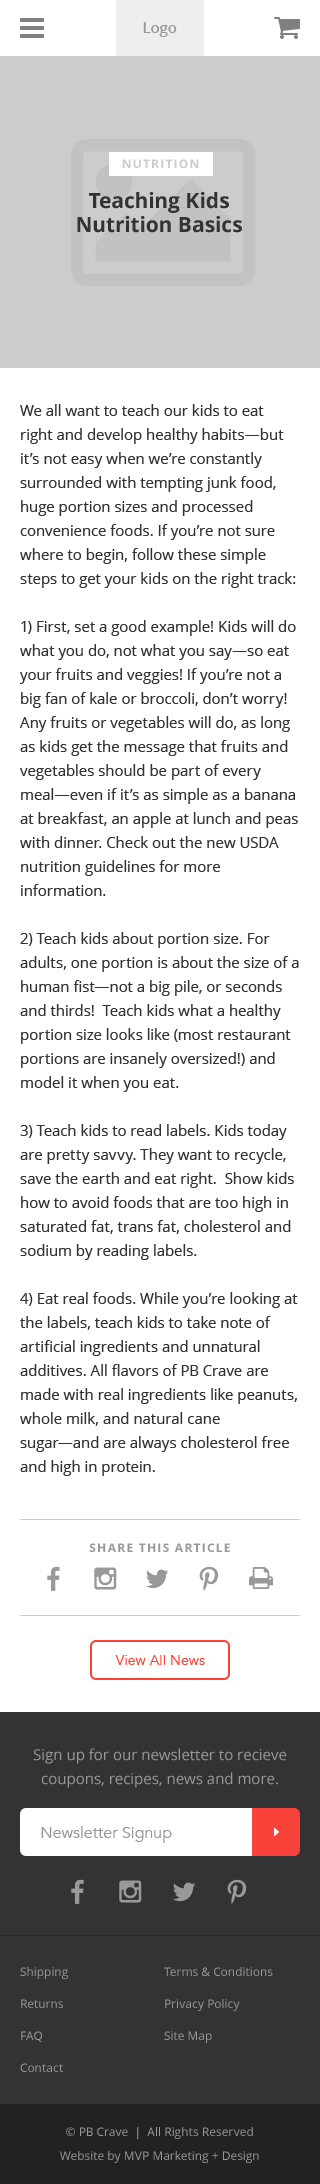 Logo
NUTRITION
Teaching Kids
Nutrition Basics
We all want to teach our kids to eat
right and develop healthy habits—but
it’s not easy when we’re constantly
surrounded with tempting junk food,
huge portion sizes and processed
convenience foods. If you’re not sure
where to begin, follow these simple
steps to get your kids on the right track:
1) First, set a good example! Kids will do
what you do, not what you say—so eat
your fruits and veggies! If you’re not a
big fan of kale or broccoli, don’t worry!
Any fruits or vegetables will do, as long
as kids get the message that fruits and
vegetables should be part of every
meal—even if it’s as simple as a banana
at breakfast, an apple at lunch and peas
with dinner. Check out the new USDA
nutrition guidelines for more
information.
2) Teach kids about portion size. For
adults, one portion is about the size of a
human fist—not a big pile, or seconds
and thirds!  Teach kids what a healthy
portion size looks like (most restaurant
portions are insanely oversized!) and
model it when you eat.
3) Teach kids to read labels. Kids today
are pretty savvy. They want to recycle,
save the earth and eat right.  Show kids
how to avoid foods that are too high in
saturated fat, trans fat, cholesterol and
sodium by reading labels.
4) Eat real foods. While you’re looking at
the labels, teach kids to take note of
artificial ingredients and unnatural
additives. All flavors of PB Crave are
made with real ingredients like peanuts,
whole milk, and natural cane
sugar—and are always cholesterol free
and high in protein.
SHARE THIS ARTICLE
View All News
Sign up for our newsletter to recieve
coupons, recipes, news and more.
Newsletter Signup
Shipping
Terms & Conditions
Returns
Privacy Policy
FAQ
Site Map
Contact
© PB Crave | All Rights Reserved
Website by MVP Marketing + Design